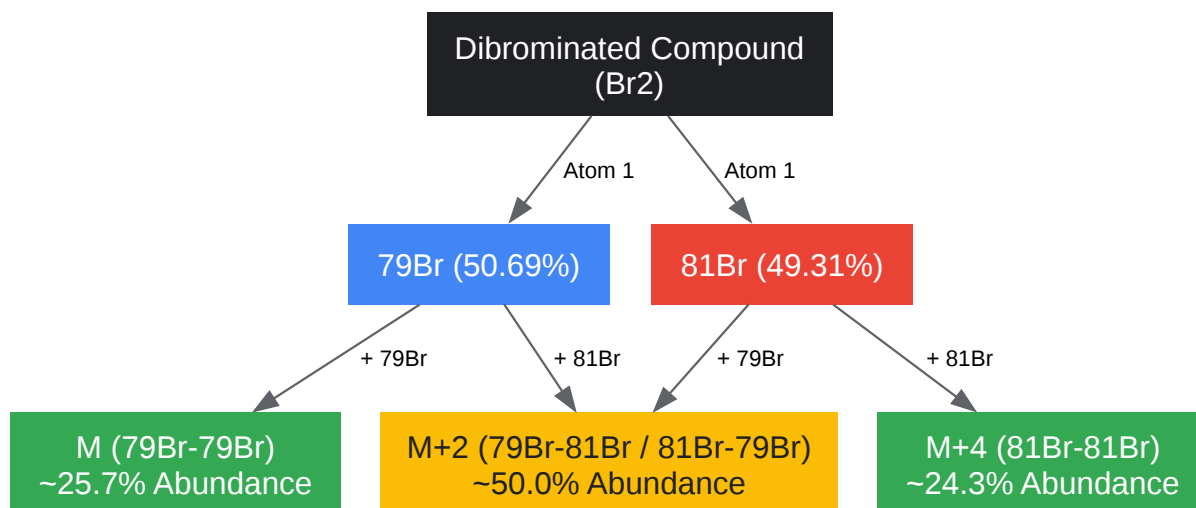 Dibrominated Compound
(Br2)
Atom 1
Atom 1
79Br (50.69%)
81Br (49.31%)
+ 79Br
+ 81Br
+ 79Br
+ 81Br
M (79Br-79Br)
~25.7% Abundance
M+2 (79Br-81Br / 81Br-79Br)
~50.0% Abundance
M+4 (81Br-81Br)
~24.3% Abundance